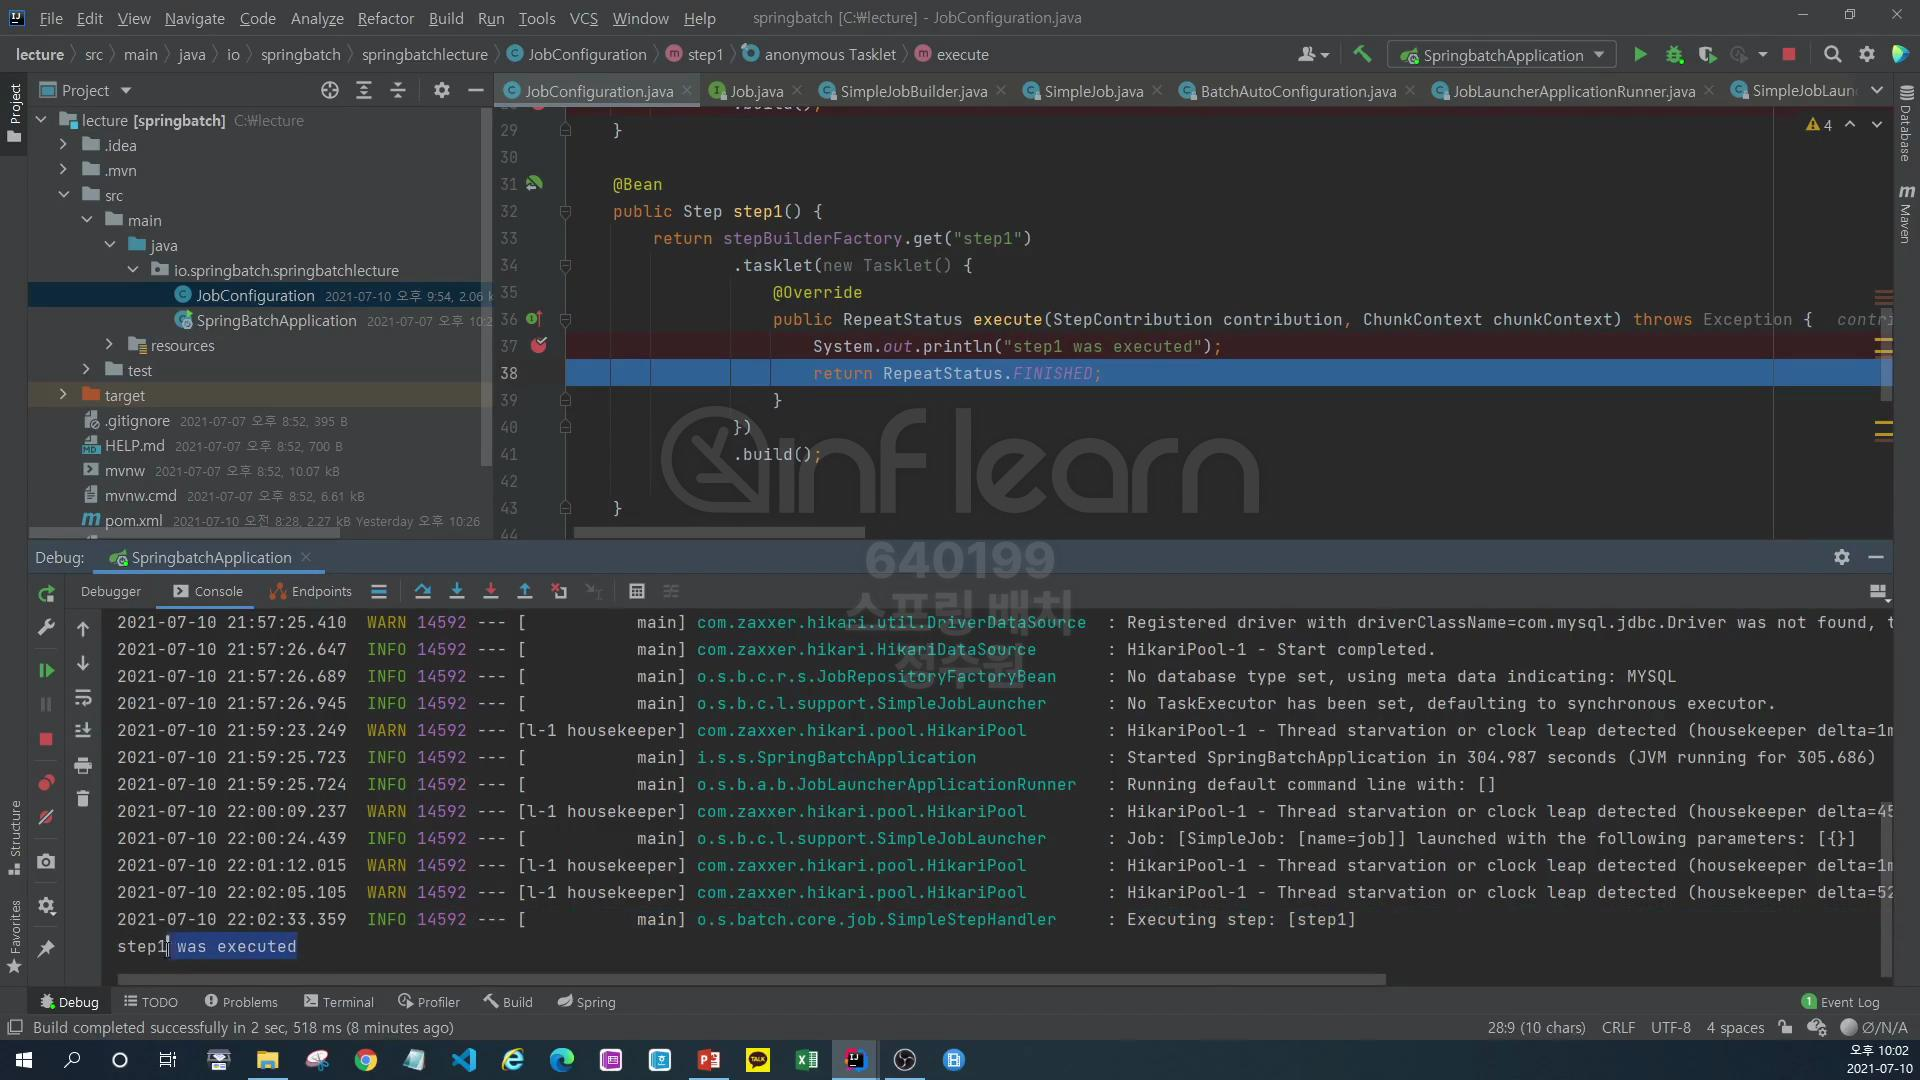 File Edit View Navigate Code Analyze Refactor Build Run Tools VCS Window Help springbatch [C:₩lecture] - JobConfiguration.java
lecture src main java io springbatch springbatchlecture JobConfiguration step1 anonymous Tasklet execute SpringbatchApplication
Project
JobConfiguration.java Job.java SimpleJobBuilder.java SimpleJob.java BatchAutoConfiguration.java JobLauncherApplicationRunner.java SimpleJobLaun
Project
Structure
Favorites
Database
Maven
lecture [springbatch] C:₩lecture
.idea
.mvn
src
main
java
io.springbatch.springbatchlecture
JobConfiguration 2021-07-10 오후 9:54, 2.06 k
SpringBatchApplication 2021-07-07 오후 10:2
resources
test
target
.gitignore 2021-07-07 오후 8:52, 395 B
HELP.md 2021-07-07 오후 8:52, 700 B
mvnw 2021-07-07 오후 8:52, 10.07 kB
mvnw.cmd 2021-07-07 오후 8:52, 6.61 kB
pom.xml 2021-07-10 오전 8:28, 2.27 kB Yesterday 오후 10:26
4
.build();
29 }
30
31 @Bean
32 public Step step1() {
33 return stepBuilderFactory.get("step1")
34 .tasklet(new Tasklet() {
35 @Override
36 public RepeatStatus execute(StepContribution contribution, ChunkContext chunkContext) throws Exception { contri
37 System.out.println("step1 was executed");
38 return RepeatStatus.FINISHED;
39 }
40 })
41 .build();
42
43 }
44
inflearn
640199
스프링 배치
정수원
Debug: SpringbatchApplication
Debugger Console Endpoints
2021-07-10 21:57:25.410 WARN 14592 --- [ main] com.zaxxer.hikari.util.DriverDataSource : Registered driver with driverClassName=com.mysql.jdbc.Driver was not found, t
2021-07-10 21:57:26.647 INFO 14592 --- [ main] com.zaxxer.hikari.HikariDataSource : HikariPool-1 - Start completed.
2021-07-10 21:57:26.689 INFO 14592 --- [ main] o.s.b.c.r.s.JobRepositoryFactoryBean : No database type set, using meta data indicating: MYSQL
2021-07-10 21:57:26.945 INFO 14592 --- [ main] o.s.b.c.l.support.SimpleJobLauncher : No TaskExecutor has been set, defaulting to synchronous executor.
2021-07-10 21:59:23.249 WARN 14592 --- [l-1 housekeeper] com.zaxxer.hikari.pool.HikariPool : HikariPool-1 - Thread starvation or clock leap detected (housekeeper delta=1m
2021-07-10 21:59:25.723 INFO 14592 --- [ main] i.s.s.SpringBatchApplication : Started SpringBatchApplication in 304.987 seconds (JVM running for 305.686)
2021-07-10 21:59:25.724 INFO 14592 --- [ main] o.s.b.a.b.JobLauncherApplicationRunner : Running default command line with: []
2021-07-10 22:00:09.237 WARN 14592 --- [l-1 housekeeper] com.zaxxer.hikari.pool.HikariPool : HikariPool-1 - Thread starvation or clock leap detected (housekeeper delta=45
2021-07-10 22:00:24.439 INFO 14592 --- [ main] o.s.b.c.l.support.SimpleJobLauncher : Job: [SimpleJob: [name=job]] launched with the following parameters: [{}]
2021-07-10 22:01:12.015 WARN 14592 --- [l-1 housekeeper] com.zaxxer.hikari.pool.HikariPool : HikariPool-1 - Thread starvation or clock leap detected (housekeeper delta=1m
2021-07-10 22:02:05.105 WARN 14592 --- [l-1 housekeeper] com.zaxxer.hikari.pool.HikariPool : HikariPool-1 - Thread starvation or clock leap detected (housekeeper delta=52
2021-07-10 22:02:33.359 INFO 14592 --- [ main] o.s.batch.core.job.SimpleStepHandler : Executing step: [step1]
step1 was executed
Debug TODO Problems Terminal Profiler Build Spring 1 Event Log
Build completed successfully in 2 sec, 518 ms (8 minutes ago) 28:9 (10 chars) CRLF UTF-8 4 spaces Ø/N/A
오후 10:02
2021-07-10